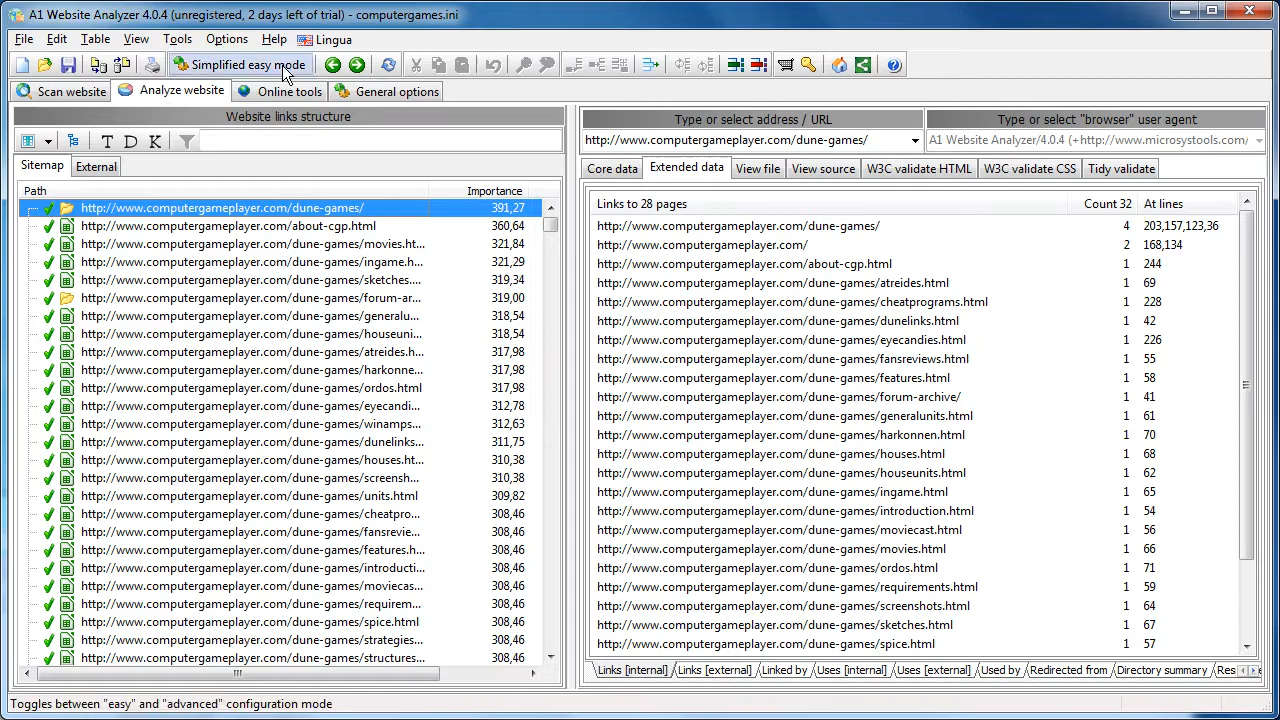 A1 Website Analyzer 4.0.4 (unregistered, 2 days left of trial) - computergames.ini
File Edit Table View Tools Options Help Lingua
Simplified easy mode
Scan website Analyze website Online tools General options
Website links structure
T D K
Sitemap External
Path Importance
http://www.computergameplayer.com/dune-games/ 391,27
http://www.computergameplayer.com/about-cgp.html 360,64
http://www.computergameplayer.com/dune-games/movies.ht... 321,84
http://www.computergameplayer.com/dune-games/ingame.h... 321,29
http://www.computergameplayer.com/dune-games/sketches.... 319,34
http://www.computergameplayer.com/dune-games/forum-ar... 319,00
http://www.computergameplayer.com/dune-games/generalu... 318,54
http://www.computergameplayer.com/dune-games/houseuni... 318,54
http://www.computergameplayer.com/dune-games/atreides.h... 317,98
http://www.computergameplayer.com/dune-games/harkonne... 317,98
http://www.computergameplayer.com/dune-games/ordos.html 317,98
http://www.computergameplayer.com/dune-games/eyecandi... 312,78
http://www.computergameplayer.com/dune-games/winamps... 312,63
http://www.computergameplayer.com/dune-games/dunelinks... 311,75
http://www.computergameplayer.com/dune-games/houses.ht... 310,38
http://www.computergameplayer.com/dune-games/screensh... 310,38
http://www.computergameplayer.com/dune-games/units.html 309,82
http://www.computergameplayer.com/dune-games/cheatpro... 308,46
http://www.computergameplayer.com/dune-games/fansrevie... 308,46
http://www.computergameplayer.com/dune-games/features.h... 308,46
http://www.computergameplayer.com/dune-games/introducti... 308,46
http://www.computergameplayer.com/dune-games/moviecas... 308,46
http://www.computergameplayer.com/dune-games/requirem... 308,46
http://www.computergameplayer.com/dune-games/spice.html 308,46
http://www.computergameplayer.com/dune-games/strategies... 308,46
http://www.computergameplayer.com/dune-games/structures... 308,46
Type or select address / URL Type or select "browser" user agent
http://www.computergameplayer.com/dune-games/ A1 Website Analyzer/4.0.4 (+http://www.microsystools.com/
Core data Extended data View file View source W3C validate HTML W3C validate CSS Tidy validate
Links to 28 pages Count 32 At lines
http://www.computergameplayer.com/dune-games/ 4 203,157,123,36
http://www.computergameplayer.com/ 2 168,134
http://www.computergameplayer.com/about-cgp.html 1 244
http://www.computergameplayer.com/dune-games/atreides.html 1 69
http://www.computergameplayer.com/dune-games/cheatprograms.html 1 228
http://www.computergameplayer.com/dune-games/dunelinks.html 1 42
http://www.computergameplayer.com/dune-games/eyecandies.html 1 226
http://www.computergameplayer.com/dune-games/fansreviews.html 1 55
http://www.computergameplayer.com/dune-games/features.html 1 58
http://www.computergameplayer.com/dune-games/forum-archive/ 1 41
http://www.computergameplayer.com/dune-games/generalunits.html 1 61
http://www.computergameplayer.com/dune-games/harkonnen.html 1 70
http://www.computergameplayer.com/dune-games/houses.html 1 68
http://www.computergameplayer.com/dune-games/houseunits.html 1 62
http://www.computergameplayer.com/dune-games/ingame.html 1 65
http://www.computergameplayer.com/dune-games/introduction.html 1 54
http://www.computergameplayer.com/dune-games/moviecast.html 1 56
http://www.computergameplayer.com/dune-games/movies.html 1 66
http://www.computergameplayer.com/dune-games/ordos.html 1 71
http://www.computergameplayer.com/dune-games/requirements.html 1 59
http://www.computergameplayer.com/dune-games/screenshots.html 1 64
http://www.computergameplayer.com/dune-games/sketches.html 1 67
http://www.computergameplayer.com/dune-games/spice.html 1 57
Links [internal] Links [external] Linked by Uses [internal] Uses [external] Used by Redirected from Directory summary Res
Toggles between "easy" and "advanced" configuration mode